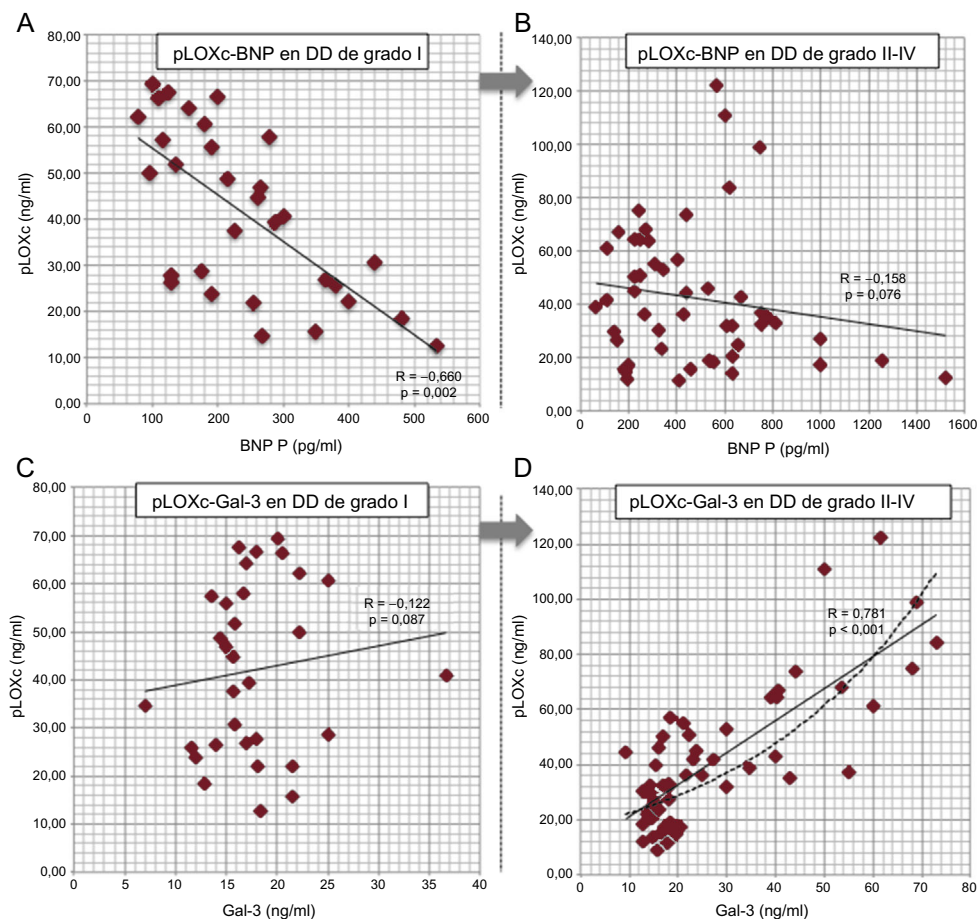 A
pLOXc-BNP en DD de grado I
80,00
70,00
60,00
50,00
40,00
30,00
20,00
10,00
0,00
pLOXc (ng/ml)
R = –0,660
p = 0,002
0 100 200 300 400 500 600
BNP P (pg/ml)
B
pLOXc-BNP en DD de grado II-IV
140,00
120,00
100,00
80,00
60,00
40,00
20,00
0,00
pLOXc (ng/ml)
R = –0,158
p = 0,076
0 200 400 600 800 1000 1200 1400 1600
BNP P (pg/ml)
C
pLOXc-Gal-3 en DD de grado I
80,00
70,00
60,00
50,00
40,00
30,00
20,00
10,00
0,00
pLOXc (ng/ml)
R = –0,122
p = 0,087
0 5 10 15 20 25 30 35 40
Gal-3 (ng/ml)
D
pLOXc-Gal-3 en DD de grado II-IV
140,00
120,00
100,00
80,00
60,00
40,00
20,00
0,00
pLOXc (ng/ml)
R = 0,781
p < 0,001
0 10 20 30 40 50 60 70 80
Gal-3 (ng/ml)